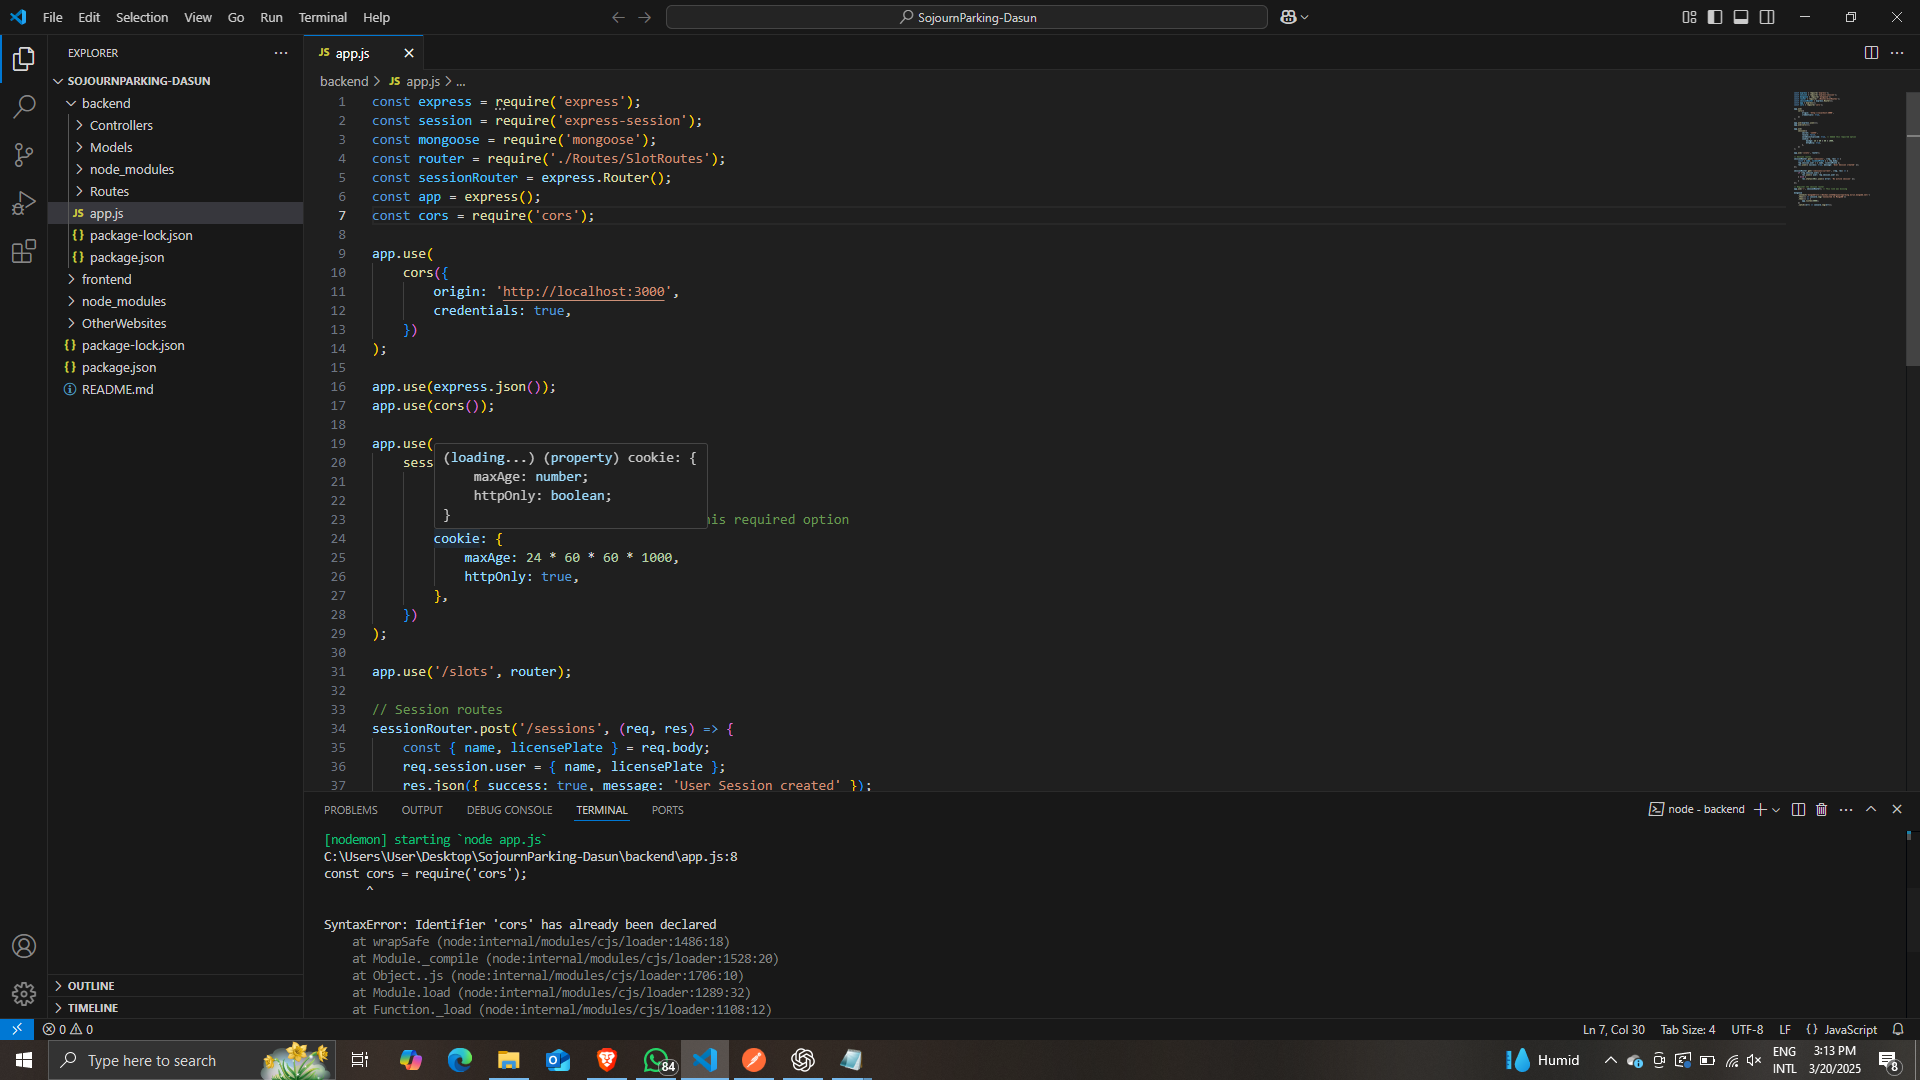 File Edit Selection View Go Run Terminal Help
SojournParking-Dasun
EXPLORER
SOJOURNPARKING-DASUN
backend
Controllers
Models
node_modules
Routes
JS app.js
{} package-lock.json
{} package.json
frontend
node_modules
OtherWebsites
{} package-lock.json
{} package.json
README.md
OUTLINE
TIMELINE
JS app.js
backend > JS app.js > ...
1 const express = require('express');
2 const session = require('express-session');
3 const mongoose = require('mongoose');
4 const router = require('./Routes/SlotRoutes');
5 const sessionRouter = express.Router();
6 const app = express();
7 const cors = require('cors');
8
9 app.use(
10 cors({
11 origin: 'http://localhost:3000',
12 credentials: true,
13 })
14 );
15
16 app.use(express.json());
17 app.use(cors());
18
19 app.use(
20 sess
21
22
23 his required option
(loading...) (property) cookie: {
maxAge: number;
httpOnly: boolean;
}
24 cookie: {
25 maxAge: 24 * 60 * 60 * 1000,
26 httpOnly: true,
27 },
28 })
29 );
30
31 app.use('/slots', router);
32
33 // Session routes
34 sessionRouter.post('/sessions', (req, res) => {
35 const { name, licensePlate } = req.body;
36 req.session.user = { name, licensePlate };
37 res.json({ success: true, message: 'User Session created' });
PROBLEMS OUTPUT DEBUG CONSOLE TERMINAL PORTS
node - backend
[nodemon] starting `node app.js`
C:\Users\User\Desktop\SojournParking-Dasun\backend\app.js:8
const cors = require('cors');
^
SyntaxError: Identifier 'cors' has already been declared
at wrapSafe (node:internal/modules/cjs/loader:1486:18)
at Module._compile (node:internal/modules/cjs/loader:1528:20)
at Object..js (node:internal/modules/cjs/loader:1706:10)
at Module.load (node:internal/modules/cjs/loader:1289:32)
at Function._load (node:internal/modules/cjs/loader:1108:12)
0 0
Ln 7, Col 30 Tab Size: 4 UTF-8 LF {} JavaScript
Type here to search
84
Humid
ENG
INTL
3:13 PM
3/20/2025
8